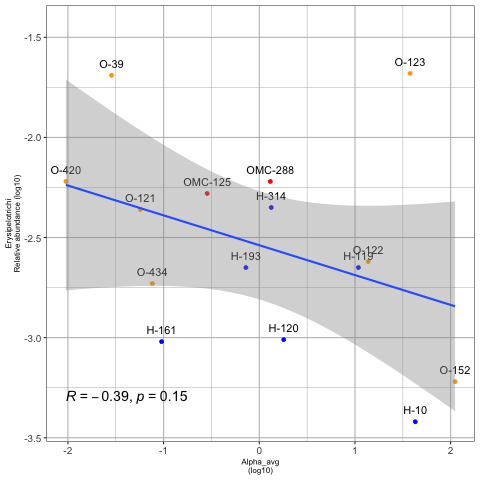 -1.5
O-39
O-123
-2.0
O-420
OMC-125
OMC-288
O-121
H-314
Erysipelotrichi
Relative abundance (log10)
-2.5
H-193
H-119
O-122
O-434
-3.0
H-161
H-120
O-152
R = −0.39, p = 0.15
H-10
-3.5
-2 -1 0 1 2
Alpha_avg
(log10)